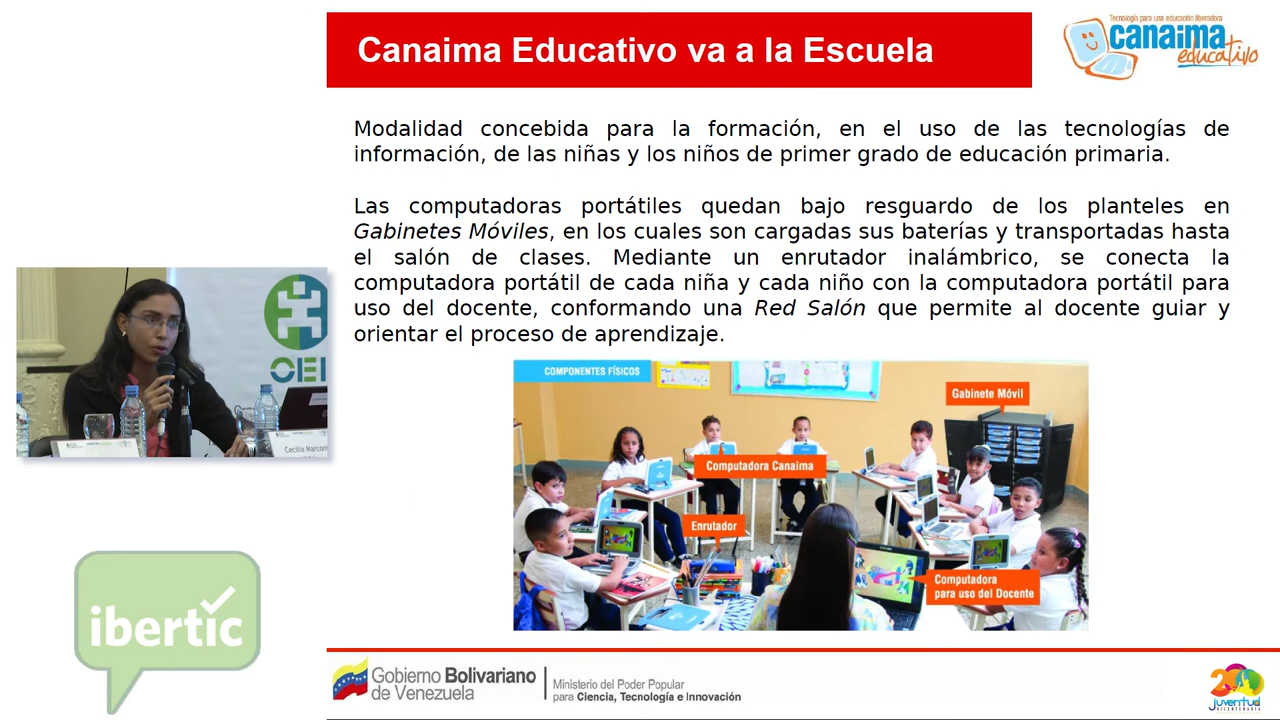 Canaima Educativo va a la Escuela
Tecnología para una educación liberadora
canaima
educativo
Modalidad concebida para la formación, en el uso de las tecnologías de
información, de las niñas y los niños de primer grado de educación primaria.
Las computadoras portátiles quedan bajo resguardo de los planteles en
Gabinetes Móviles, en los cuales son cargadas sus baterías y transportadas hasta
el salón de clases. Mediante un enrutador inalámbrico, se conecta la
computadora portátil de cada niña y cada niño con la computadora portátil para
uso del docente, conformando una Red Salón que permite al docente guiar y
orientar el proceso de aprendizaje.
OEI
Cecilia Marcon
COMPONENTES FÍSICOS
Gabinete Móvil
Computadora Canaima
Enrutador
Computadora
para uso del Docente
ibertic
Gobierno Bolivariano
de Venezuela
Ministerio del Poder Popular
para Ciencia, Tecnología e Innovación
200
juventud
BICENTENARIA